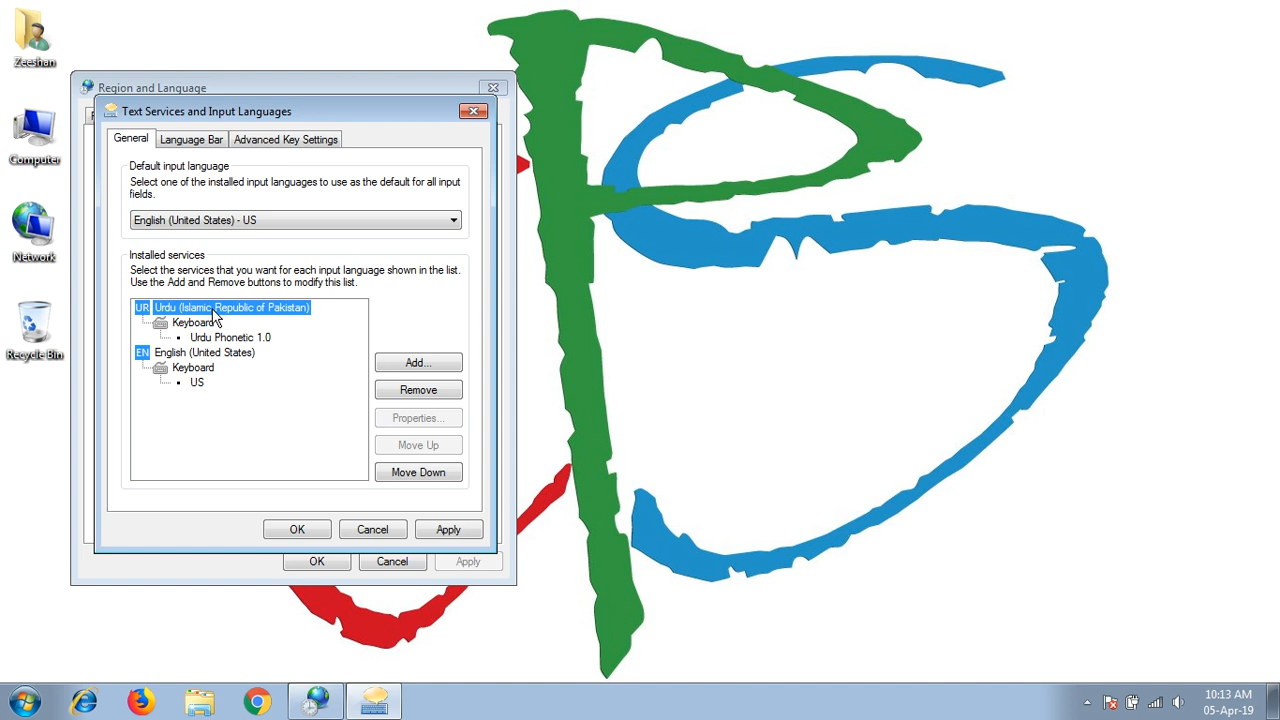 Zeeshan
Computer
Network
Recycle Bin
Region and Language
Text Services and Input Languages
General
Language Bar
Advanced Key Settings
Default input language
Select one of the installed input languages to use as the default for all input
fields.
English (United States) - US
Installed services
Select the services that you want for each input language shown in the list.
Use the Add and Remove buttons to modify this list.
UR Urdu (Islamic Republic of Pakistan)
Keyboard
• Urdu Phonetic 1.0
EN English (United States)
Keyboard
• US
Add...
Remove
Properties...
Move Up
Move Down
OK
Cancel
Apply
OK
Cancel
Apply
10:13 AM
05-Apr-19